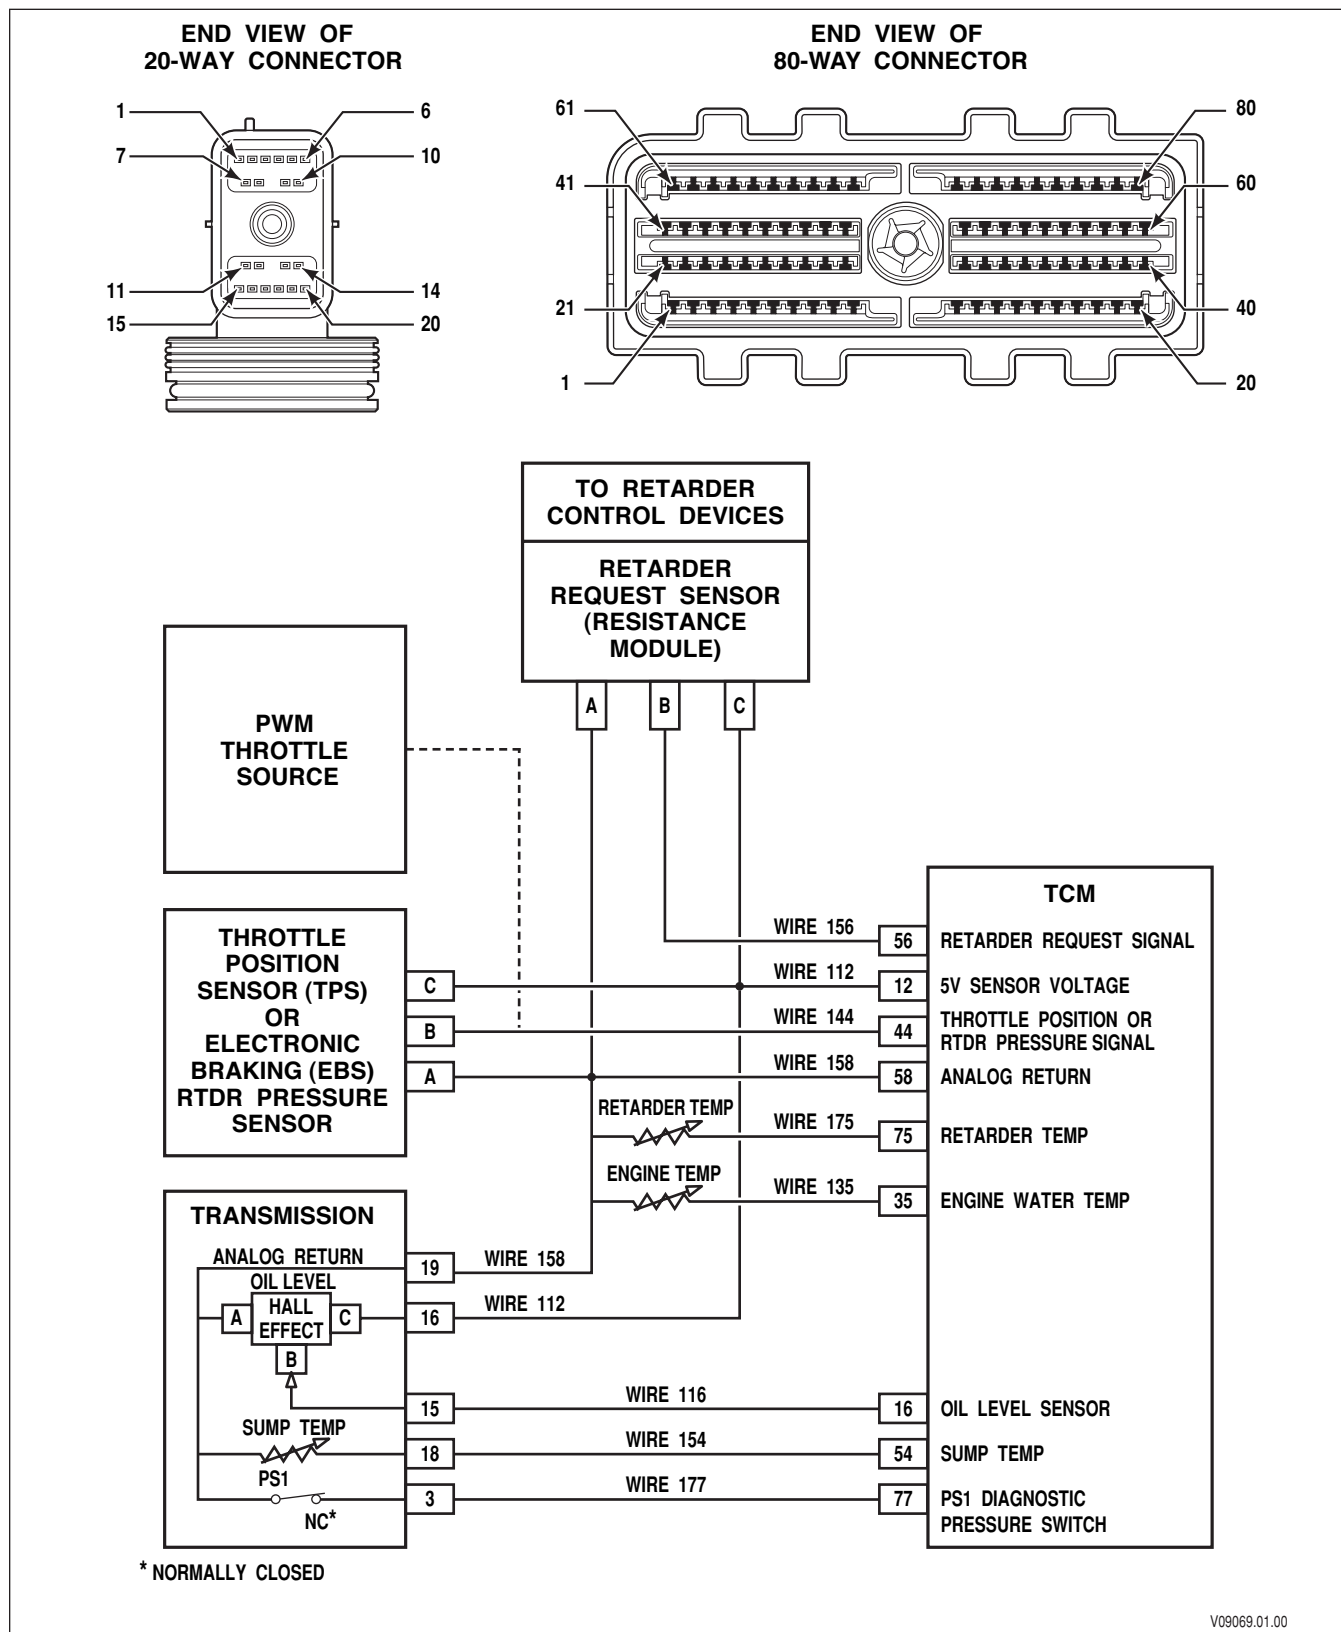 END VIEW OF
20-WAY CONNECTOR
END VIEW OF
80-WAY CONNECTOR
1
6
7
10
11
14
15
20
61
80
41
60
21
40
1
20
TO RETARDER
CONTROL DEVICES
RETARDER
REQUEST SENSOR
(RESISTANCE
MODULE)
A
B
C
PWM
THROTTLE
SOURCE
THROTTLE
POSITION
SENSOR (TPS)
OR
ELECTRONIC
BRAKING (EBS)
RTDR PRESSURE
SENSOR
C
B
A
TCM
WIRE 156
56
RETARDER REQUEST SIGNAL
WIRE 112
12
5V SENSOR VOLTAGE
WIRE 144
44
THROTTLE POSITION OR
RTDR PRESSURE SIGNAL
WIRE 158
58
ANALOG RETURN
RETARDER TEMP
WIRE 175
75
RETARDER TEMP
ENGINE TEMP
WIRE 135
35
ENGINE WATER TEMP
TRANSMISSION
ANALOG RETURN
19
WIRE 158
OIL LEVEL
A
HALL
EFFECT
C
16
WIRE 112
B
15
WIRE 116
16
OIL LEVEL SENSOR
SUMP TEMP
18
WIRE 154
54
SUMP TEMP
PS1
NC*
3
WIRE 177
77
PS1 DIAGNOSTIC
PRESSURE SWITCH
* NORMALLY CLOSED
V09069.01.00